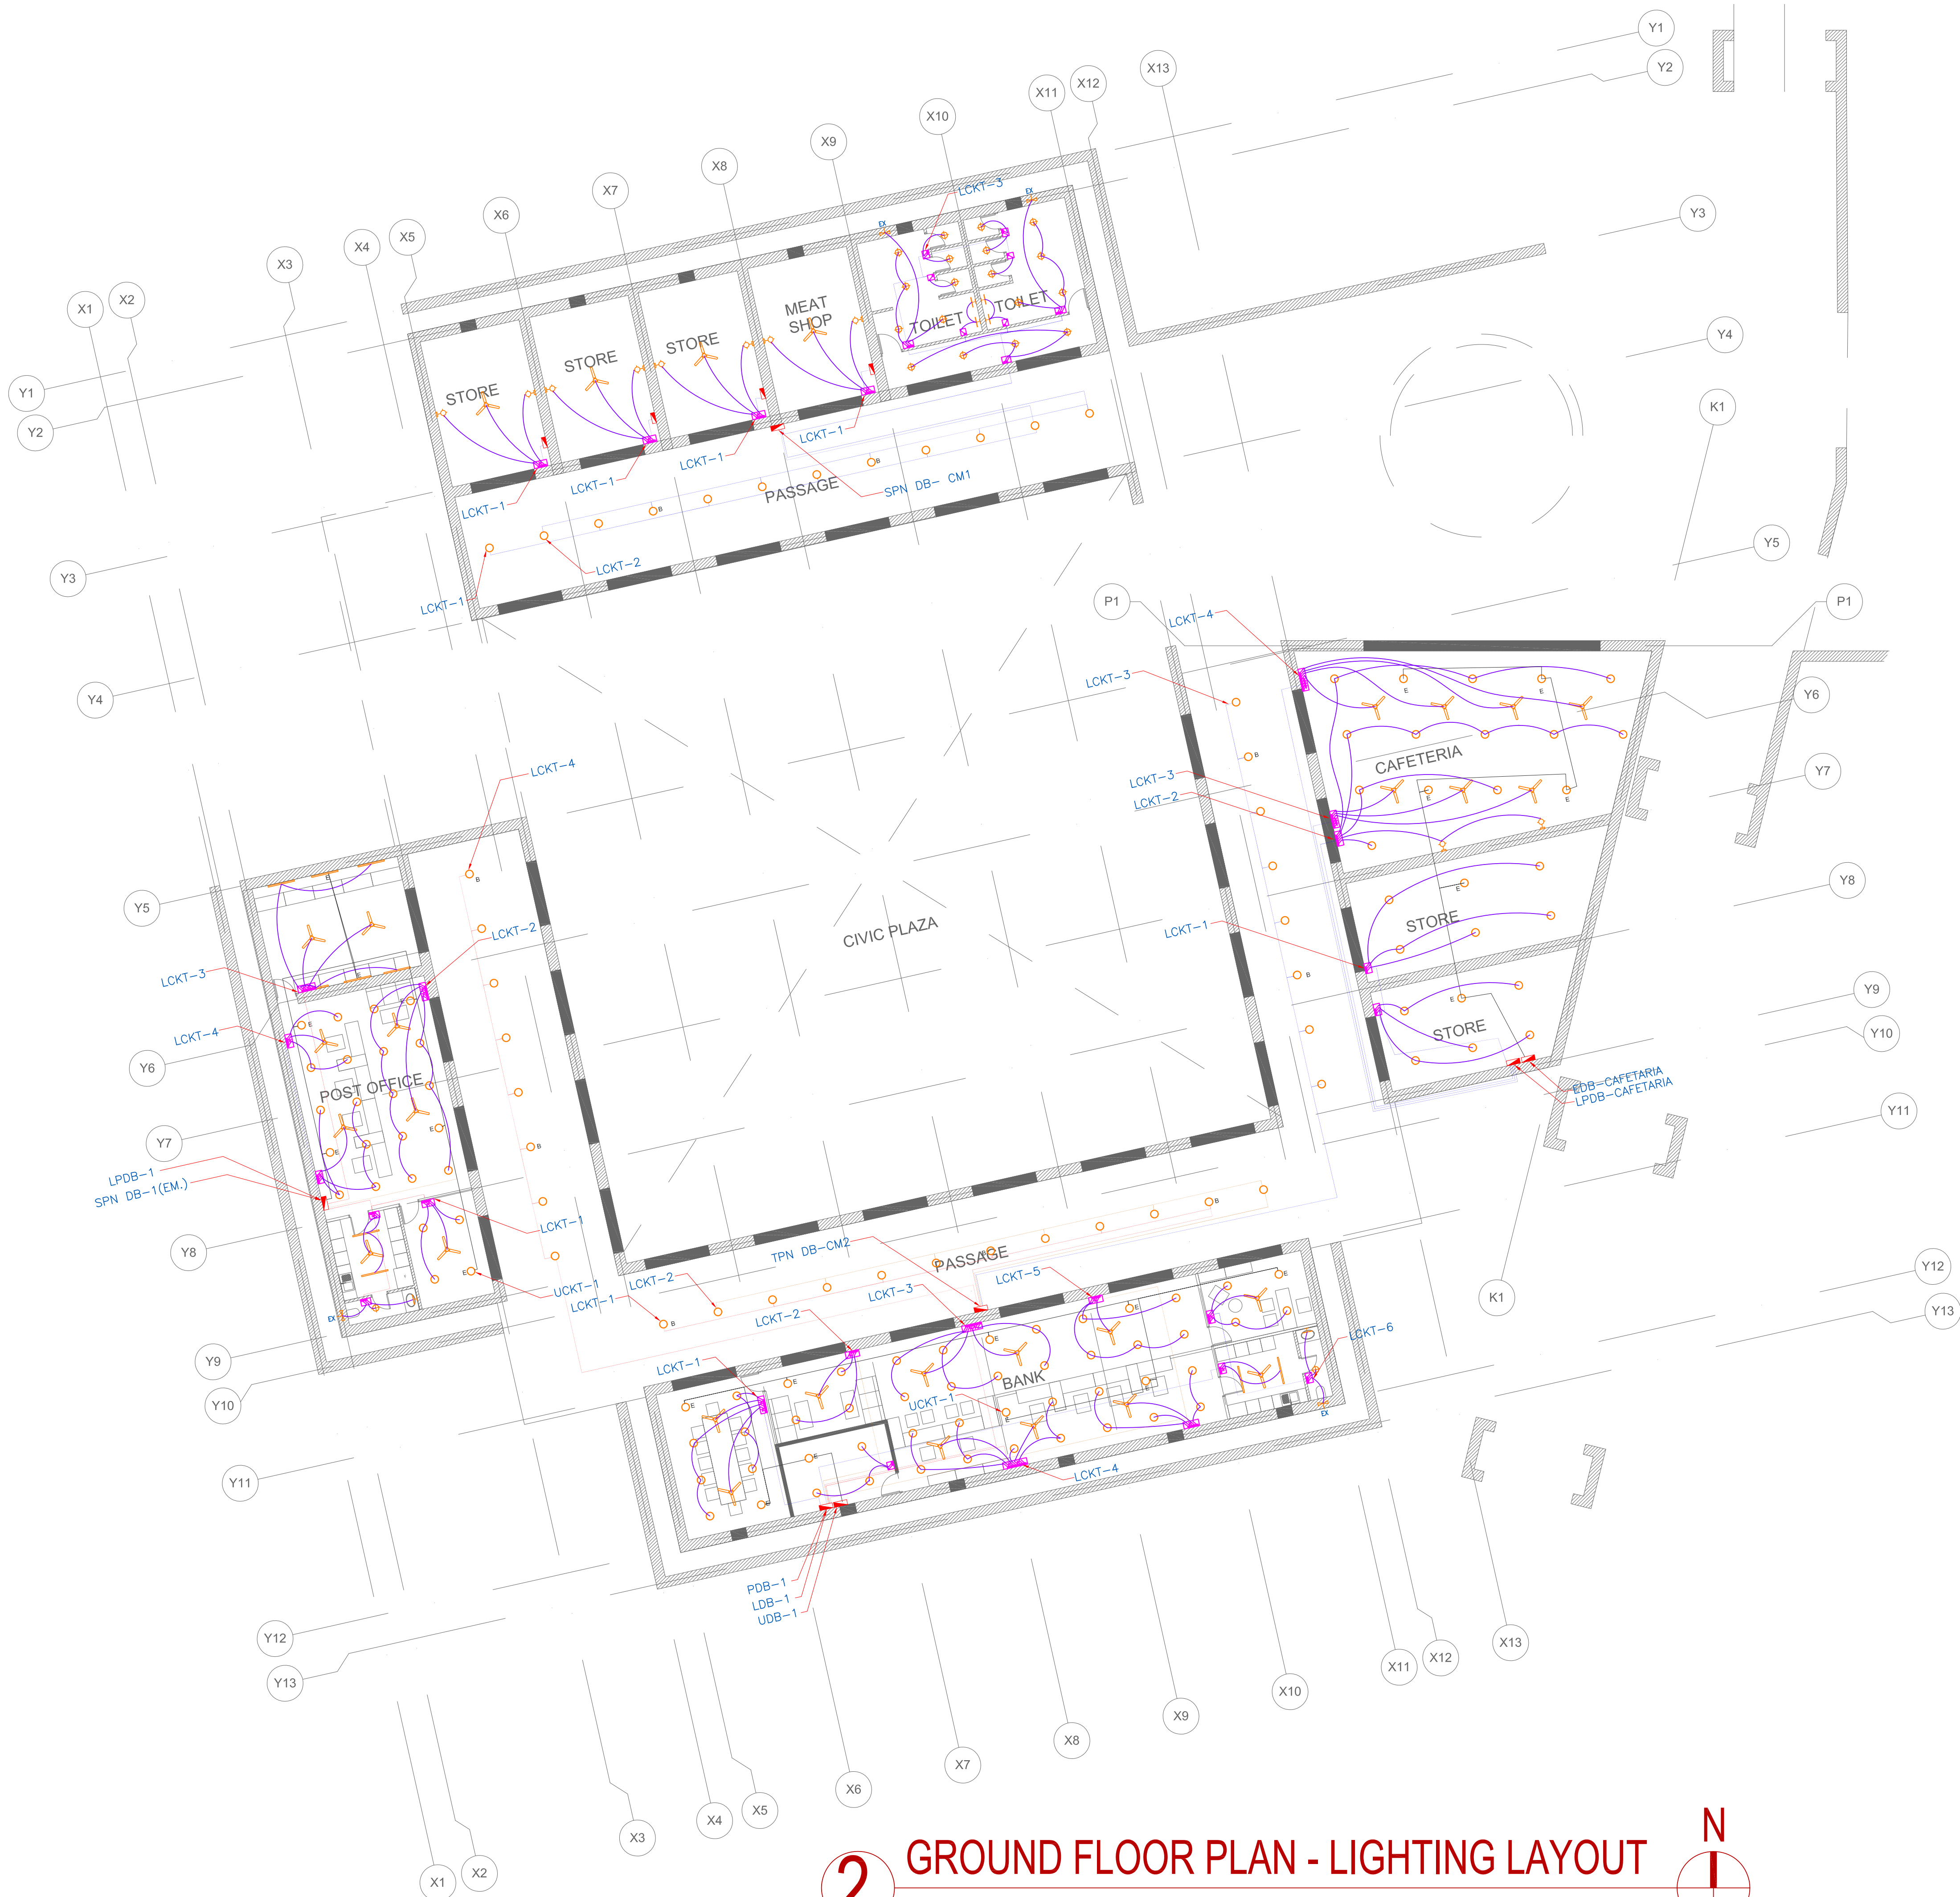 Y1
Y2
X13
X12
X11
X10
X9
X8
X7
X6
X5
X4
X3
X2
X1
Y3
Y4
K1
Y5
P1
P1
Y6
Y7
Y8
Y9
Y10
Y11
Y12
Y13
Y1
Y2
Y3
Y4
Y5
Y6
Y7
Y8
Y9
Y10
Y11
Y12
Y13
LCKT-3
EX
EX
STORE
STORE
STORE
MEAT
SHOP
TOILET
TOILET
LCKT-1
LCKT-1
LCKT-1
LCKT-1
SPN DB- CM1
PASSAGE
B
B
LCKT-2
LCKT-1
LCKT-4
LCKT-3
E
E
CAFETERIA
LCKT-3
LCKT-2
E
E
B
LCKT-1
STORE
E
B
E
STORE
EDB-CAFETARIA
LPDB-CAFETARIA
CIVIC PLAZA
LCKT-4
B
E
LCKT-2
LCKT-3
E
E
E
LCKT-4
POST OFFICE
E
E
LPDB-1
SPN DB-1(EM.)
LCKT-1
B
E
UCKT-1
EX
LCKT-1
B
LCKT-2
TPN DB-CM2
PASSAGE
B
B
LCKT-3
LCKT-5
LCKT-2
LCKT-1
LCKT-6
E
E
E
E
E
E
BANK
UCKT-1
E
E
E
EX
LCKT-4
PDB-1
LDB-1
UDB-1
K1
X13
X12
X11
X10
X9
X8
X7
X6
X5
X4
X3
X2
X1
2
GROUND FLOOR PLAN - LIGHTING LAYOUT
N